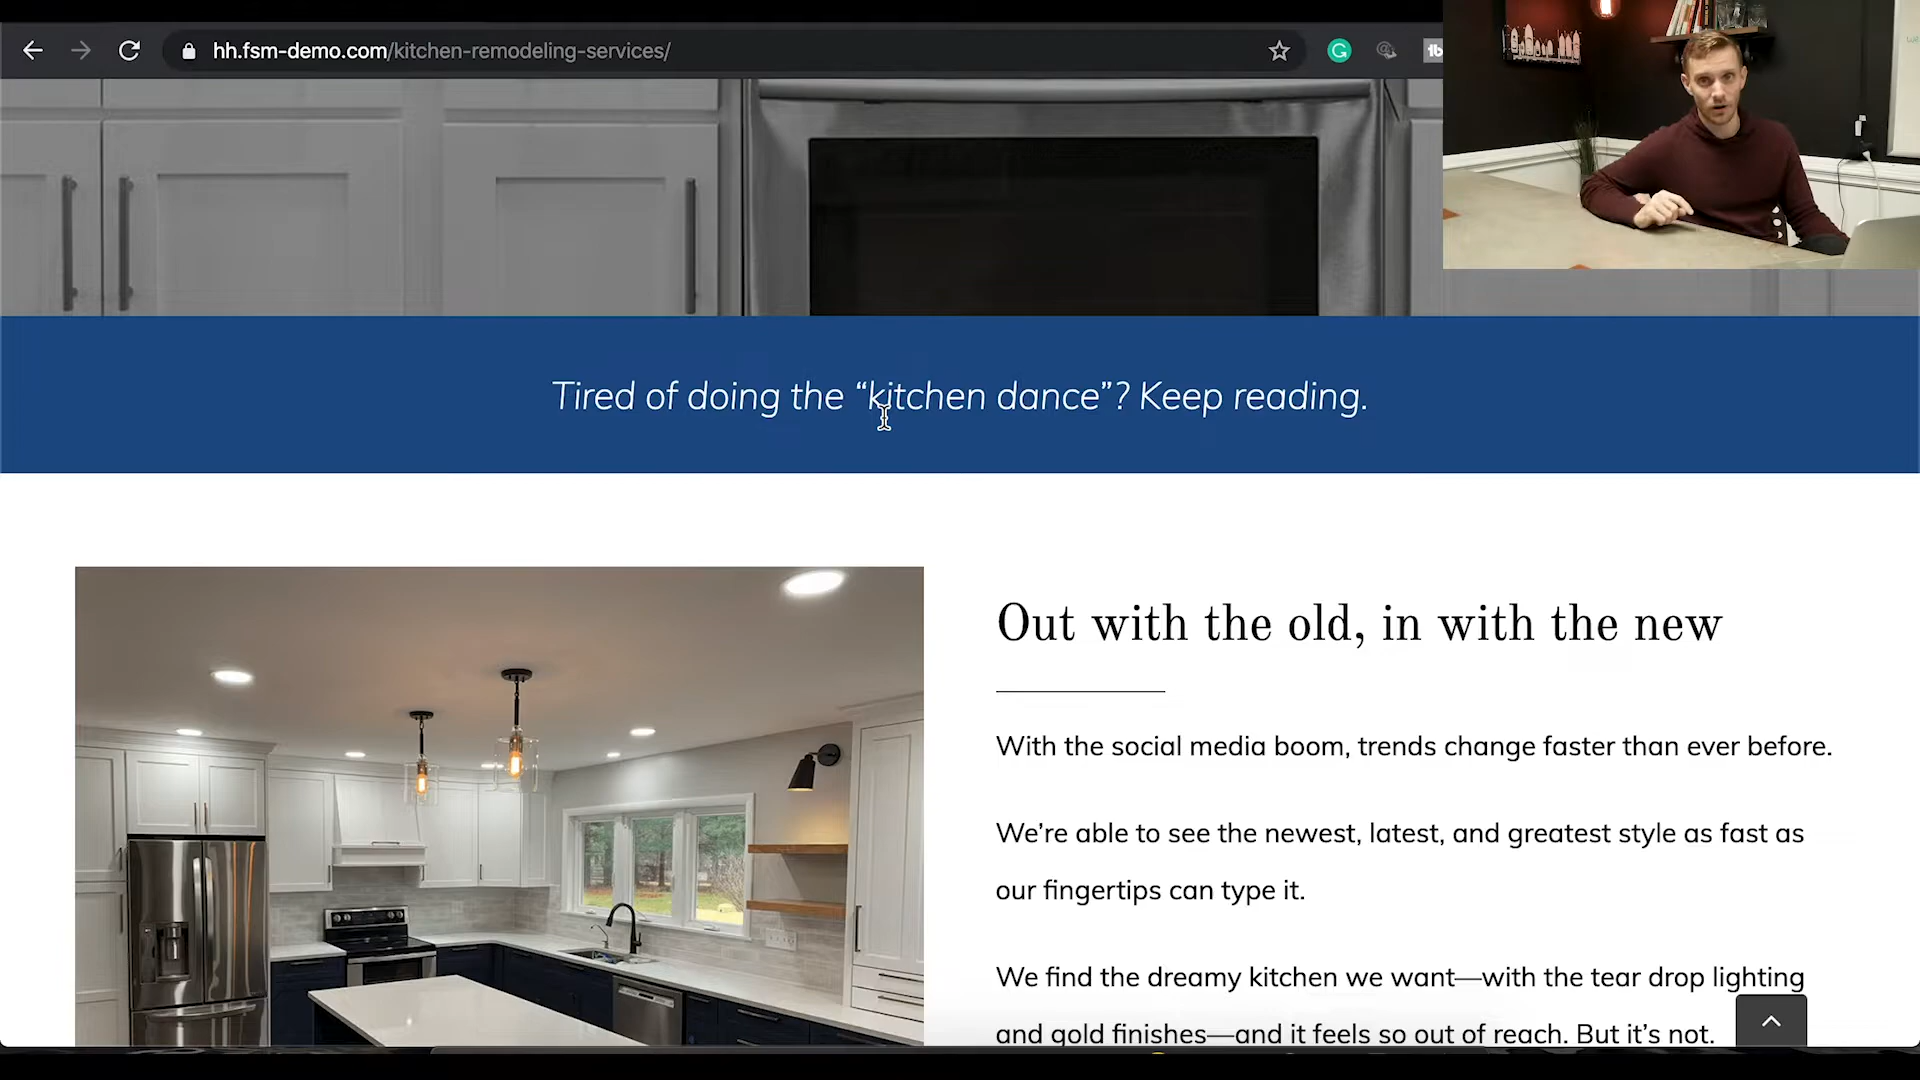 hh.fsm-demo.com/kitchen-remodeling-services/
Tired of doing the “kitchen dance”? Keep reading.
Out with the old, in with the new
With the social media boom, trends change faster than ever before.
We’re able to see the newest, latest, and greatest style as fast as
our fingertips can type it.
We find the dreamy kitchen we want—with the tear drop lighting
and gold finishes—and it feels so out of reach. But it’s not.